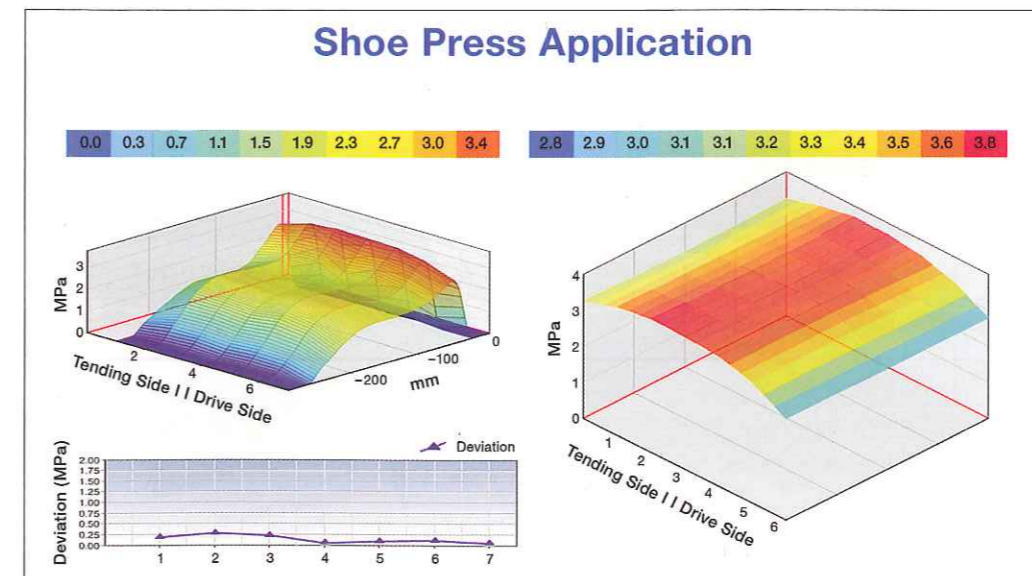 Shoe Press Application
0.0 0.3 0.7 1.1 1.5 1.9 2.3 2.7 3.0 3.4
2.8 2.9 3.0 3.1 3.1 3.2 3.3 3.4 3.5 3.6 3.8
MPa
3
2
1
0
2
4
6
Tending Side I I Drive Side
-200
-100
0
mm
MPa
4
3
2
1
0
1
2
3
4
5
6
Tending Side I I Drive Side
Deviation
Deviation (MPa)
2.00
1.75
1.50
1.25
1.00
0.75
0.50
0.25
0.00
1 2 3 4 5 6 7